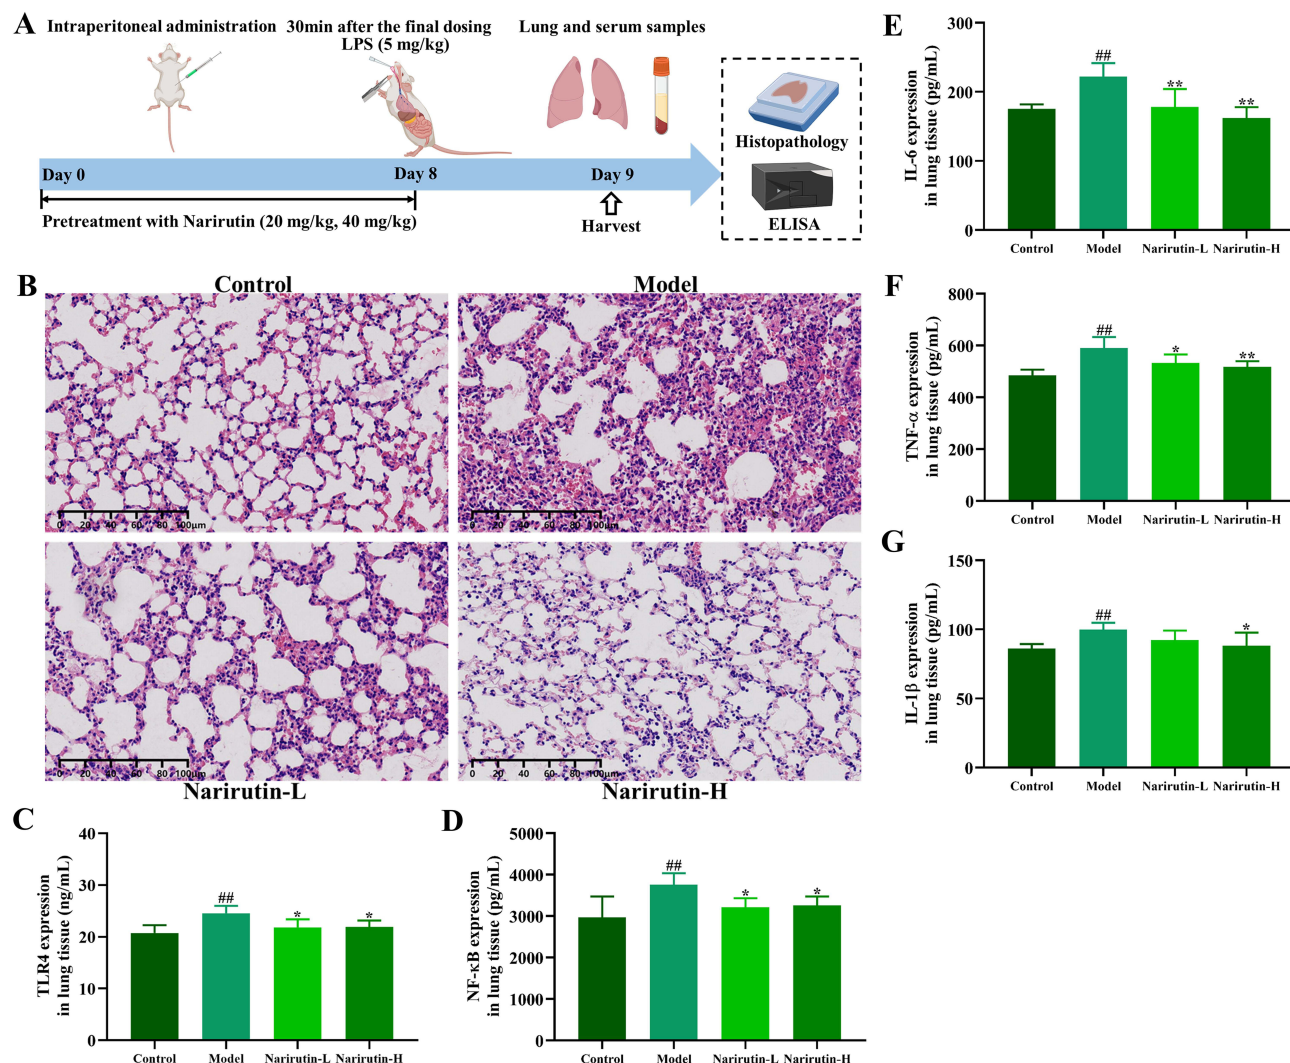 A
Intraperitoneal administration
30min after the final dosing
LPS (5 mg/kg)
Lung and serum samples
Histopathology
ELISA
Day 0
Day 8
Day 9
Pretreatment with Narirutin (20 mg/kg, 40 mg/kg)
Harvest
B
Control
Model
0 20 40 60 80 100μm
0 20 40 60 80 100μm
0 20 40 60 80 100μm
0 20 40 60 80 100μm
Narirutin-L
Narirutin-H
C
TLR4 expression
in lung tissue (ng/mL)
40
30
20
10
0
##
*
*
Control Model Narirutin-L Narirutin-H
D
NF-κB expression
in lung tissue (pg/mL)
5000
4000
3000
2000
1000
0
##
*
*
Control Model Narirutin-L Narirutin-H
E
IL-6 expression
in lung tissue (pg/mL)
300
200
100
0
##
**
**
Control Model Narirutin-L Narirutin-H
F
TNF-α expression
in lung tissue (pg/mL)
800
600
400
200
0
##
*
**
Control Model Narirutin-L Narirutin-H
G
IL-1β expression
in lung tissue (pg/mL)
150
100
50
0
##
*
Control Model Narirutin-L Narirutin-H